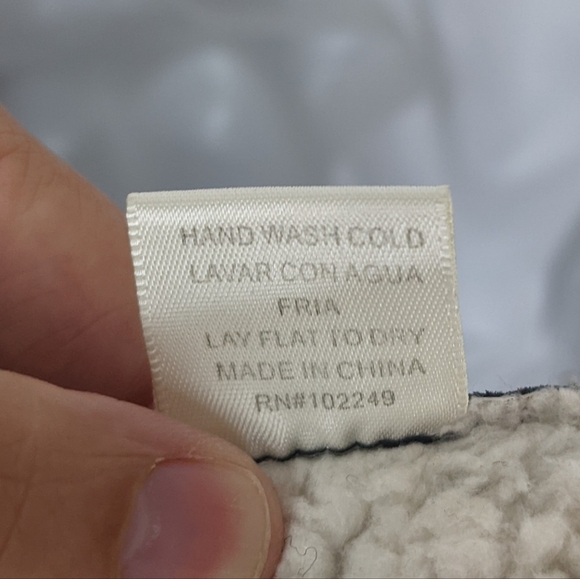 HAND WASH COLD
LAVAR CON AGUA
FRIA
LAY FLAT TO DRY
MADE IN CHINA
RN#102249